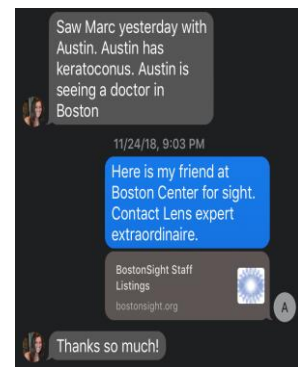 Saw Marc yesterday with
Austin. Austin has
keratoconus. Austin is
seeing a doctor in
Boston
11/24/18, 9:03 PM
Here is my friend at
Boston Center for sight.
Contact Lens expert
extraordinaire.
BostonSight Staff
Listings
bostonsight.org
A
Thanks so much!